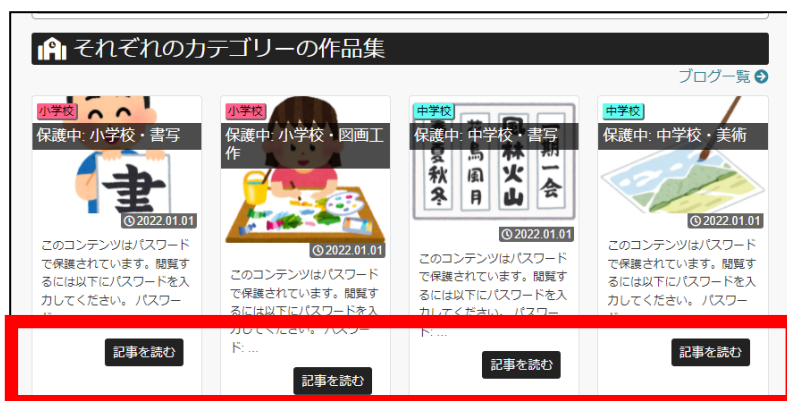 それぞれのカテゴリーの作品集
ブログ一覧
小学校
保護中: 小学校・書写
書
2022.01.01
このコンテンツはパスワード
で保護されています。閲覧す
るには以下にパスワードを入
力してください。 パスワー
記事を読む
小学校
保護中: 小学校・図画工
作
2022.01.01
このコンテンツはパスワード
で保護されています。閲覧す
るには以下にパスワードを入
力してください。 パスワー
ド: ...
記事を読む
中学校
保護中: 中学校・書写
一期一会
風林火山
花鳥風月
春夏秋冬
2022.01.01
このコンテンツはパスワード
で保護されています。閲覧す
るには以下にパスワードを入
力してください。 パスワー
ド: ...
記事を読む
中学校
保護中: 中学校・美術
2022.01.01
このコンテンツはパスワード
で保護されています。閲覧す
るには以下にパスワードを入
力してください。 パスワー
記事を読む